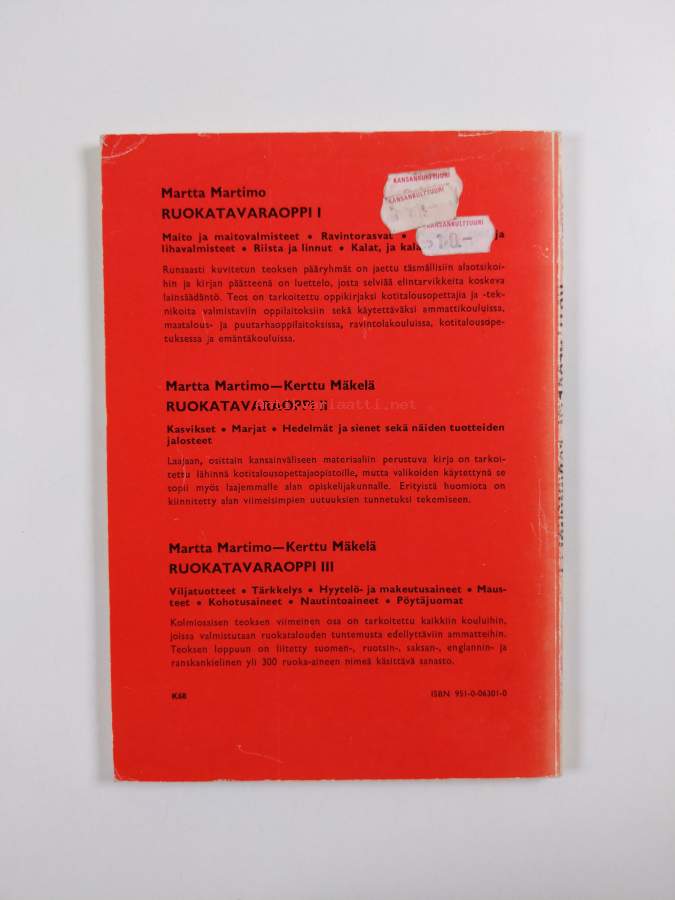 KANSANKULTTUURI
KANSANKULTTUURI
KANSANKULTTUURI
10.-
Martta Martimo
RUOKATAVARAOPPI I
Maito ja maitovalmisteet • Ravintorasvat • ja
lihavalmisteet • Riista ja linnut • Kalat, ja
Runsaasti kuvitetun teoksen pääryhmät on jaettu täsmällisiin alaotsikoi-
hin ja kirjan päätteenä on luettelo, josta selviää elintarvikkeita koskeva
lainsäädäntö. Teos on tarkoitettu oppikirjaksi kotitalousopettajia ja -tek-
nikoita valmistaviin oppilaitoksiin sekä käytettäväksi ammattikouluissa,
maatalous- ja puutarhaoppilaitoksissa, ravintolakouluissa, kotitalousope-
tuksessa ja emäntäkouluissa.
Martta Martimo—Kerttu Mäkelä
RUOKATAVARAOPPI II
antikvariaatti.net
Kasvikset • Marjat • Hedelmät ja sienet sekä näiden tuotteiden
jalosteet
Laajaan, osittain kansainväliseen materiaaliin perustuva kirja on tarkoi-
tettu lähinnä kotitalousopettajaopistoille, mutta valikoiden käytettynä se
sopii myös laajemmalle alan opiskelijakunnalle. Erityistä huomiota on
kiinnitetty alan viimeisimpien uutuuksien tunnetuksi tekemiseen.
Martta Martimo—Kerttu Mäkelä
RUOKATAVARAOPPI III
Viljatuotteet • Tärkkelys • Hyytelö- ja makeutusaineet • Maus-
teet • Kohotusaineet • Nautintoaineet • Pöytäjuomat
Kolmiosaisen teoksen viimeinen osa on tarkoitettu kaikkiin kouluihin,
joissa valmistutaan ruokatalouden tuntemusta edellyttäviin ammatteihin.
Teoksen loppuun on liitetty suomen-, ruotsin-, saksan-, englannin- ja
ranskankielinen yli 300 ruoka-aineen nimeä käsittävä sanasto.
K68
ISBN 951-0-06301-0